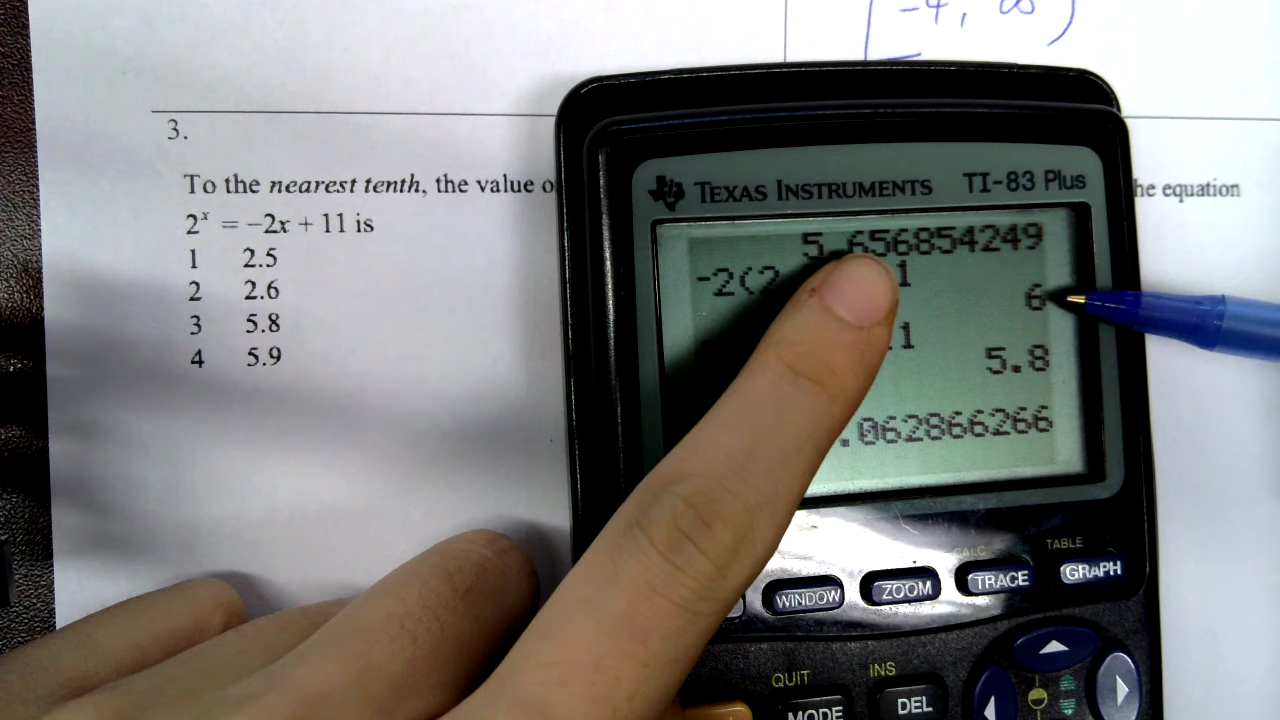 -4, ∞)
3.
To the nearest tenth, the value
he equation
2ˣ = –2x + 11 is
1 2.5
2 2.6
3 5.8
4 5.9
TEXAS INSTRUMENTS TI-83 Plus
5.656854249
-2(2 1
6
1
5.8
.062866266
CALC TABLE
WINDOW ZOOM TRACE GRAPH
QUIT INS
MODE DEL